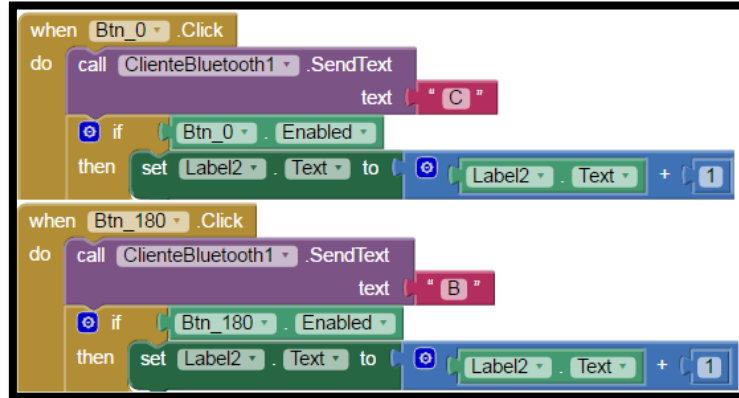 when Btn_0 .Click
do call ClienteBluetooth1 .SendText
text " C "
if Btn_0 . Enabled
then set Label2 . Text to Label2 . Text + 1
when Btn_180 .Click
do call ClienteBluetooth1 .SendText
text " B "
if Btn_180 . Enabled
then set Label2 . Text to Label2 . Text + 1